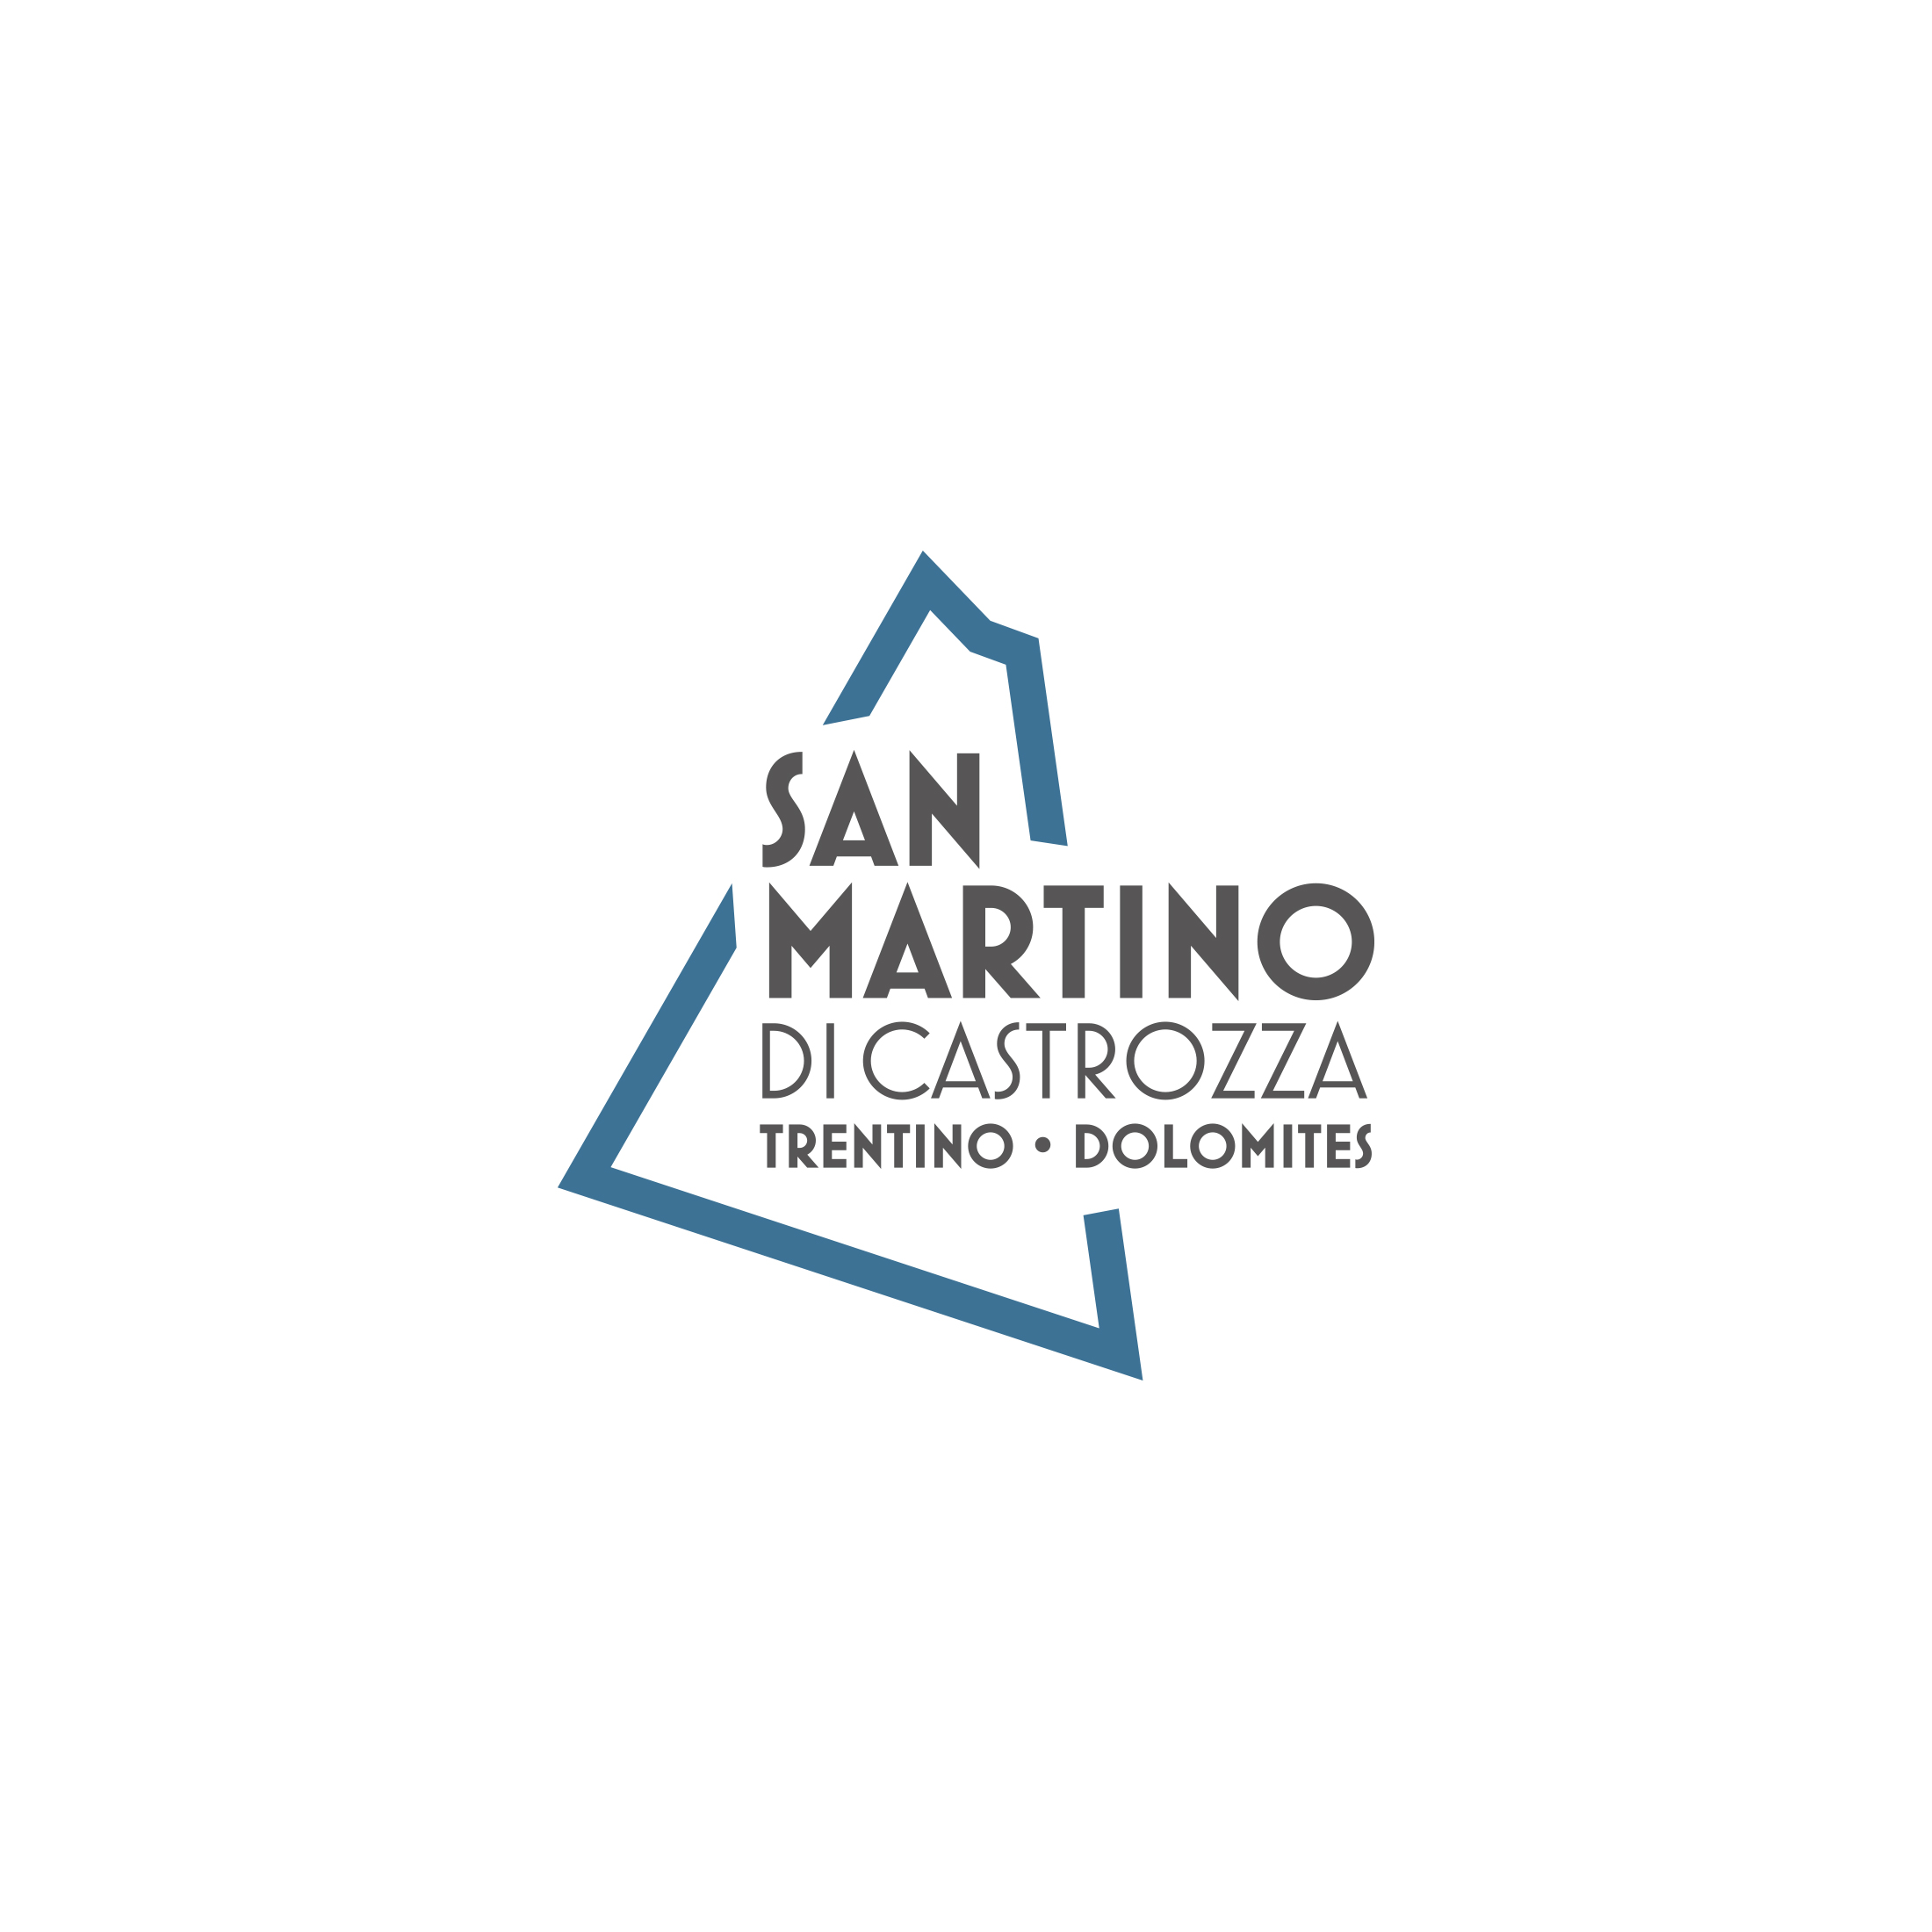 SAN
MARTINO
DI CASTROZZA
TRENTINO • DOLOMITES